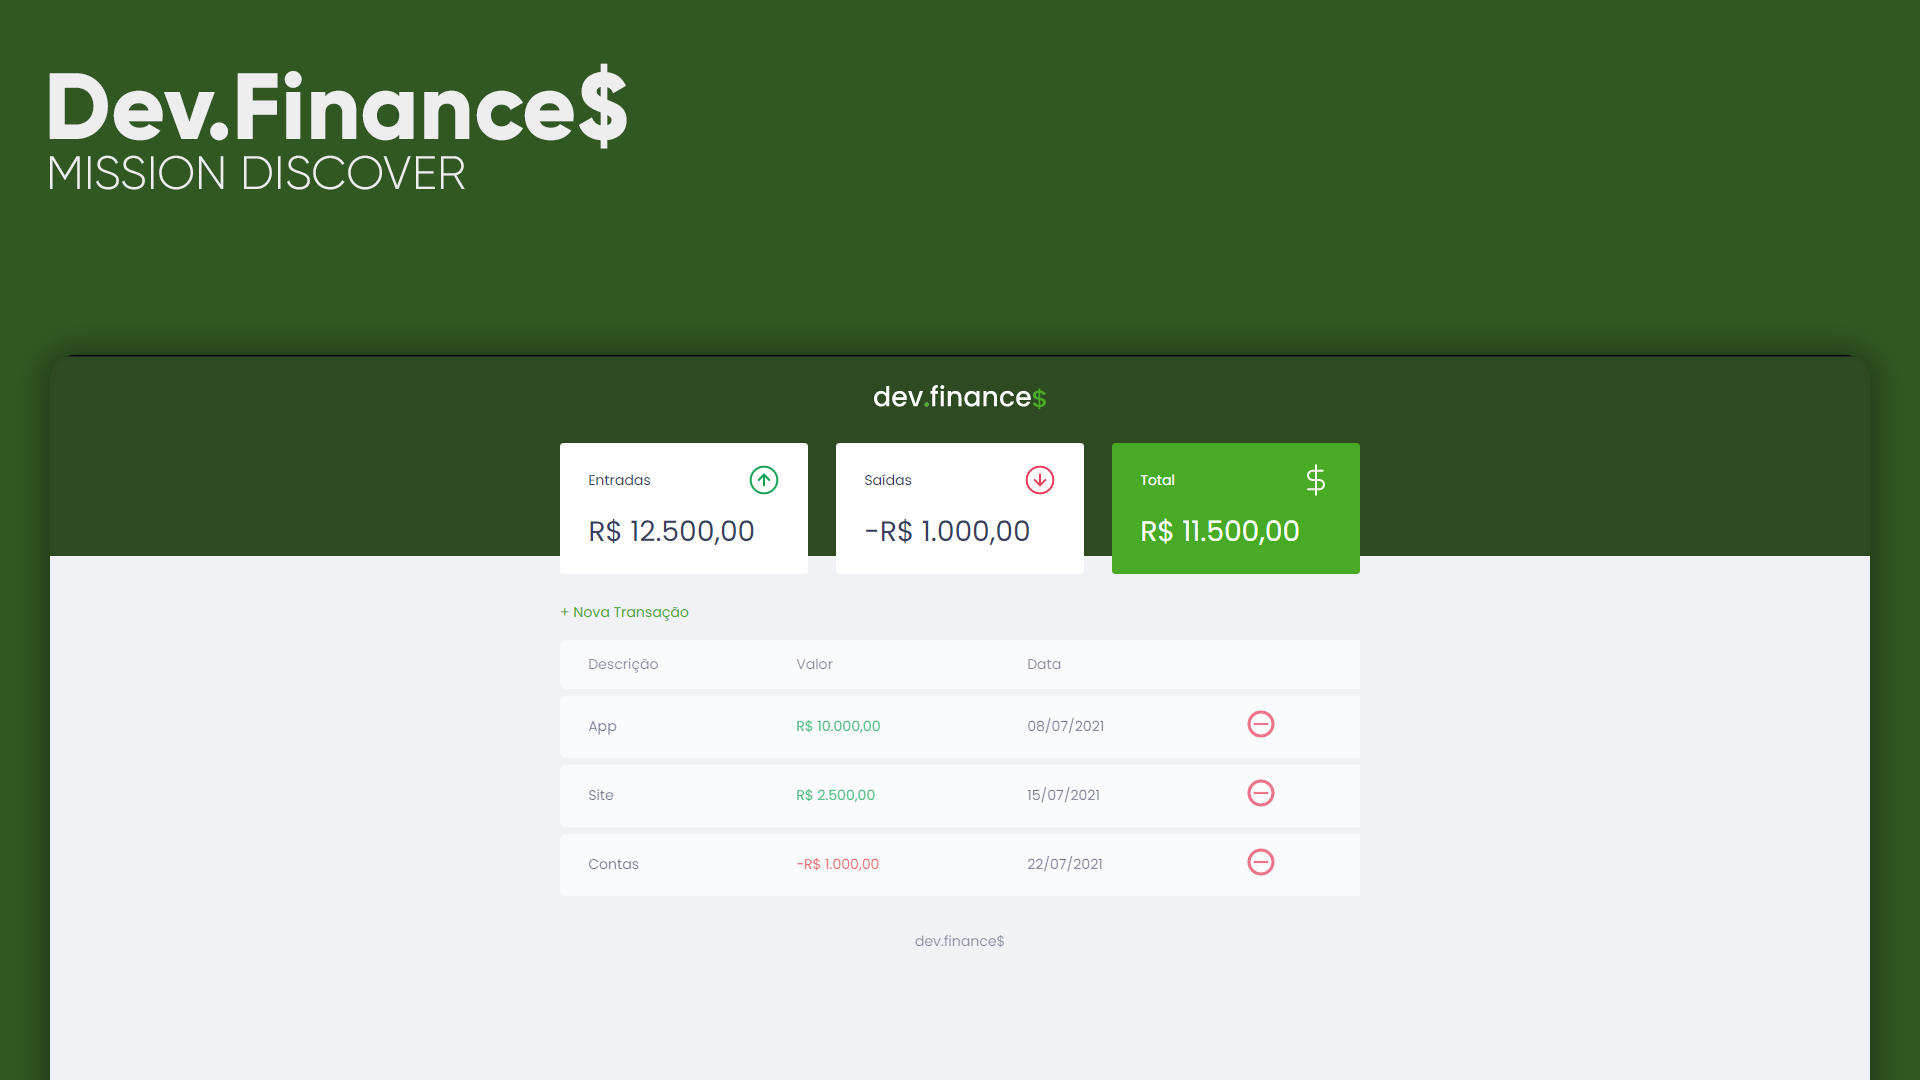 Dev.Finance$
MISSION DISCOVER
dev.finance$
Entradas
R$ 12.500,00
Saídas
-R$ 1.000,00
Total
$
R$ 11.500,00
+ Nova Transação
Descrição Valor Data
App R$ 10.000,00 08/07/2021
Site R$ 2.500,00 15/07/2021
Contas -R$ 1.000,00 22/07/2021
dev.finance$